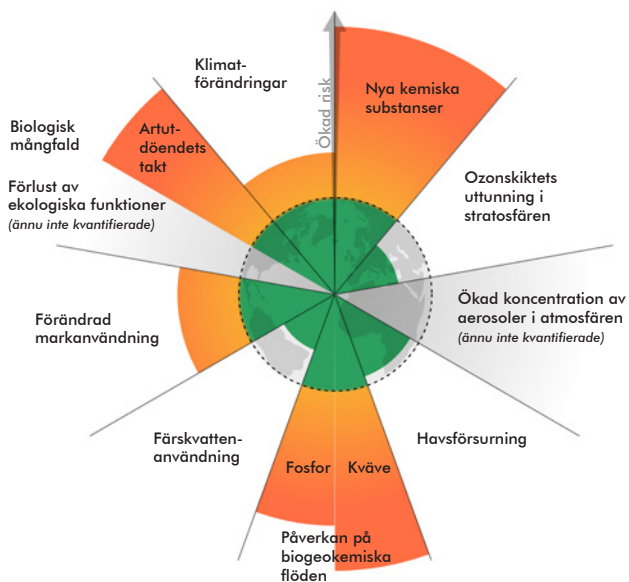 Klimat-
förändringar
Ökad risk
Nya kemiska
substanser
Biologisk
mångfald
Artut-
döendets
takt
Förlust av
ekologiska funktioner
(ännu inte kvantifierade)
Ozonskiktets
uttunning i
stratosfären
Ökad koncentration av
aerosoler i atmosfären
(ännu inte kvantifierade)
Förändrad
markanvändning
Färskvatten-
användning
Havsförsurning
Fosfor
Kväve
Påverkan på
biogeokemiska
flöden